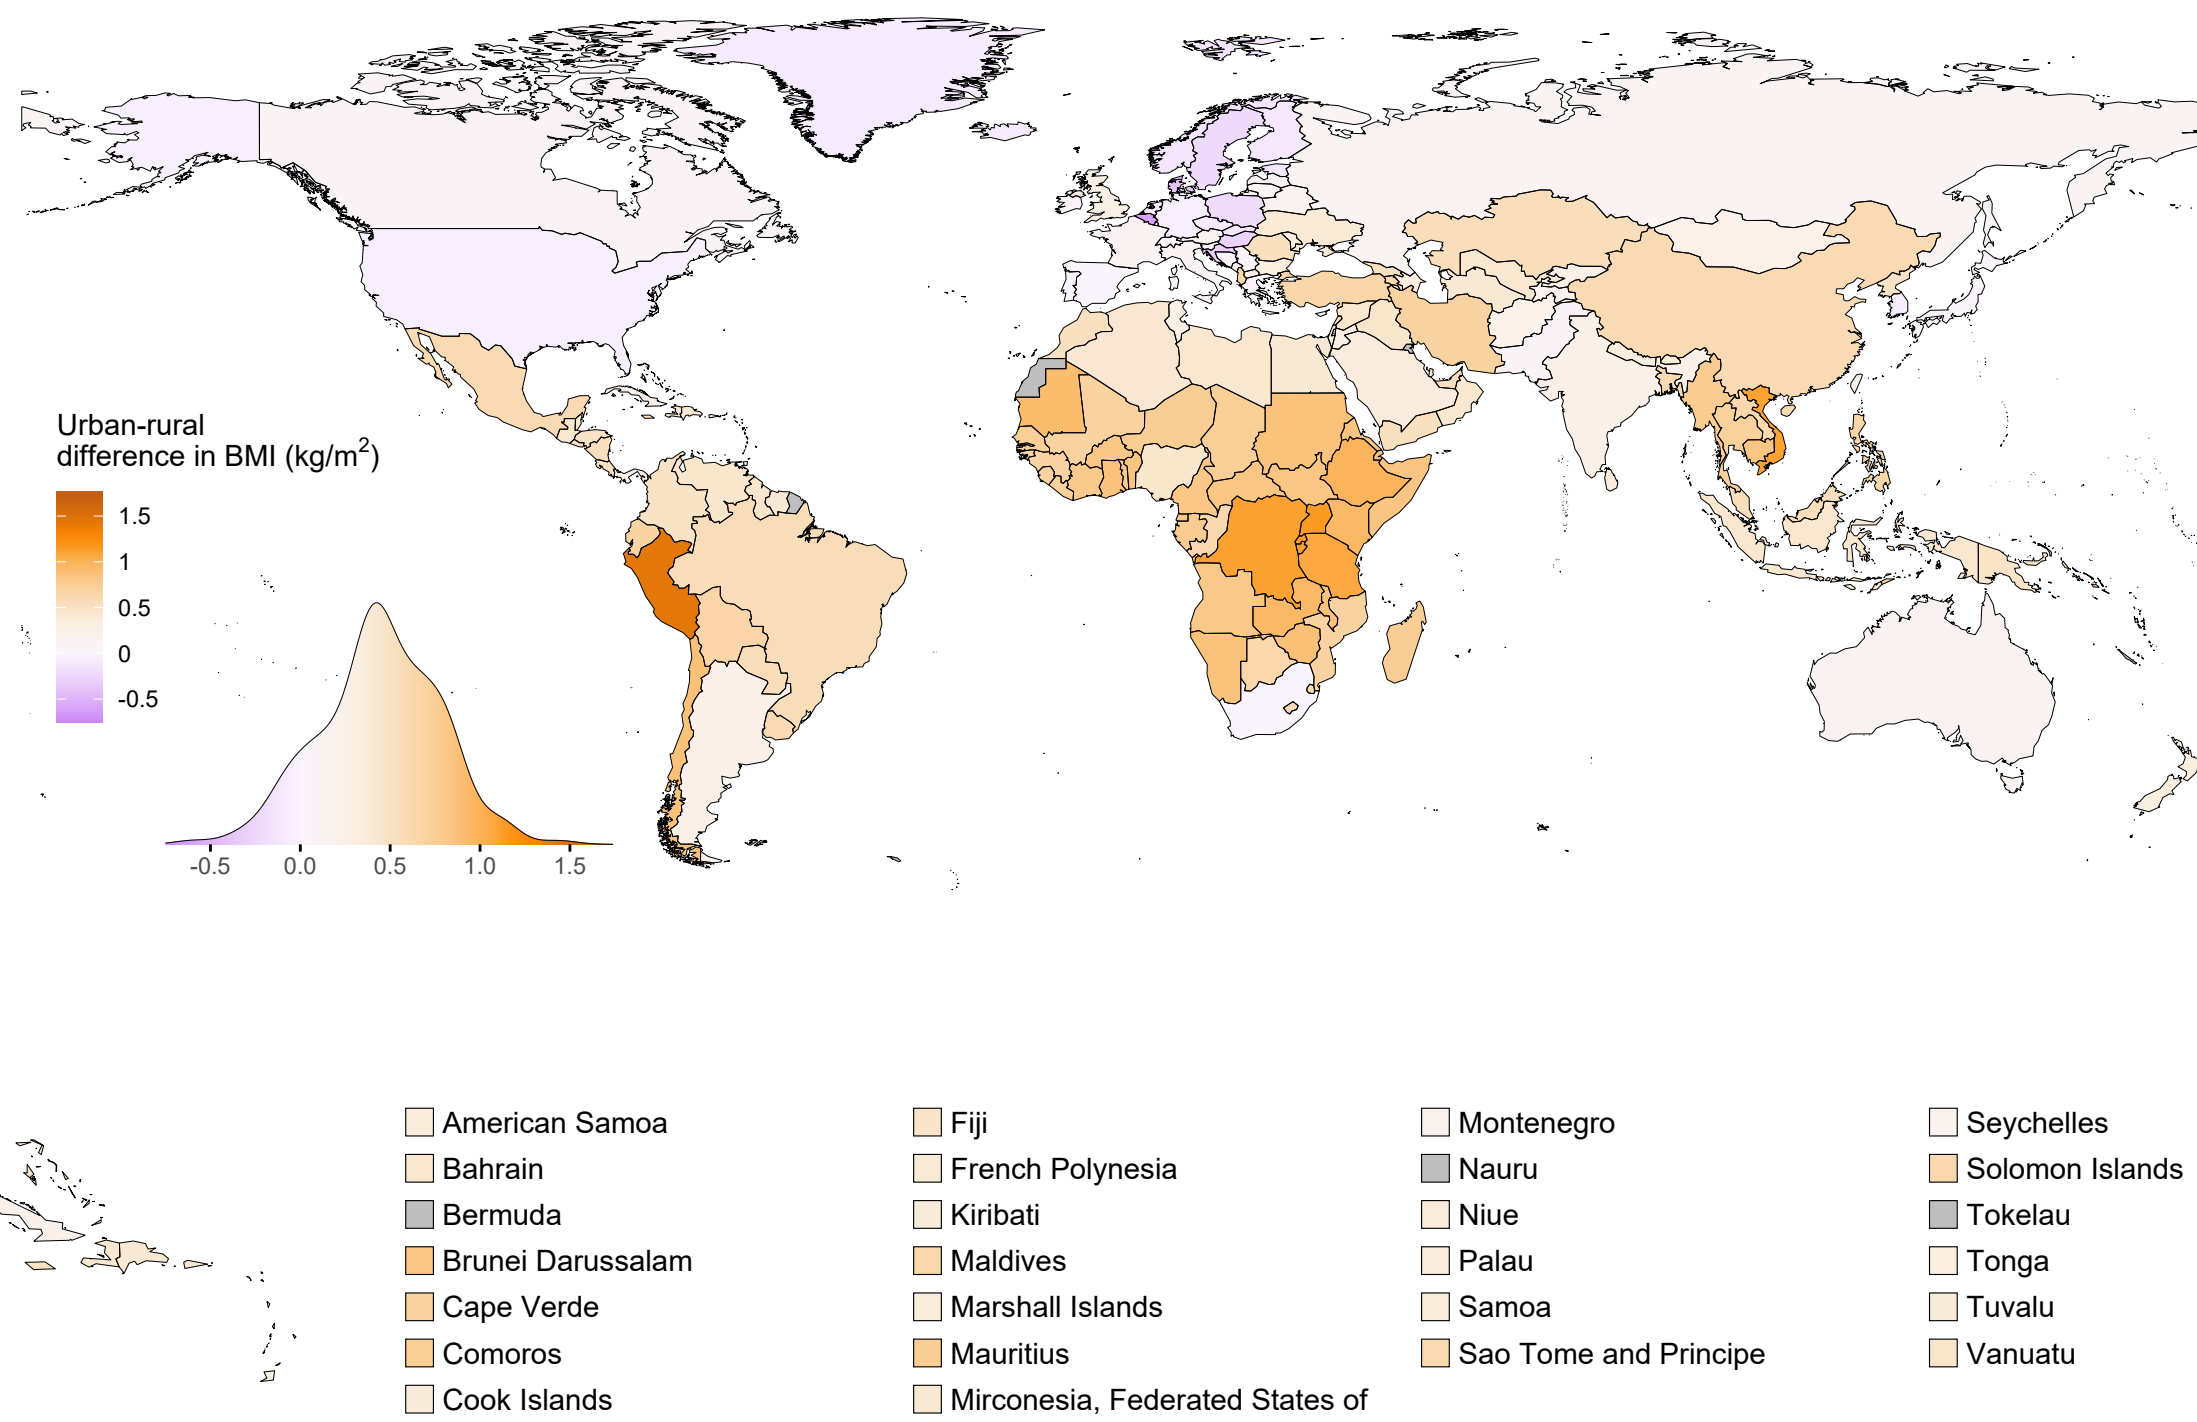 Urban-rural
difference in BMI (kg/m²)
1.5
1
0.5
0
-0.5
-0.5 0.0 0.5 1.0 1.5
American Samoa
Bahrain
Bermuda
Brunei Darussalam
Cape Verde
Comoros
Cook Islands
Fiji
French Polynesia
Kiribati
Maldives
Marshall Islands
Mauritius
Mirconesia, Federated States of
Montenegro
Nauru
Niue
Palau
Samoa
Sao Tome and Principe
Seychelles
Solomon Islands
Tokelau
Tonga
Tuvalu
Vanuatu